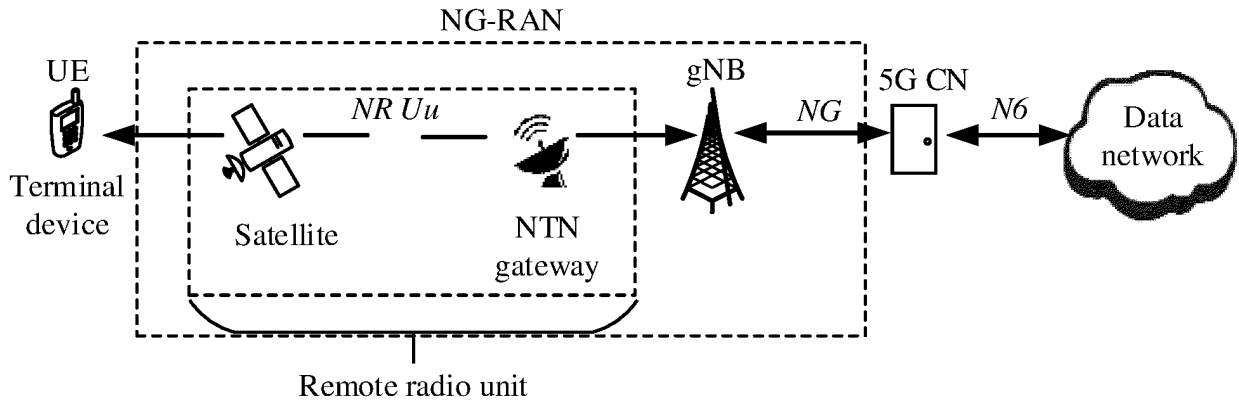 NG-RAN
UE
gNB
5G CN
NR Uu
NG
N6
Data
network
Terminal
device
Satellite
NTN
gateway
Remote radio unit